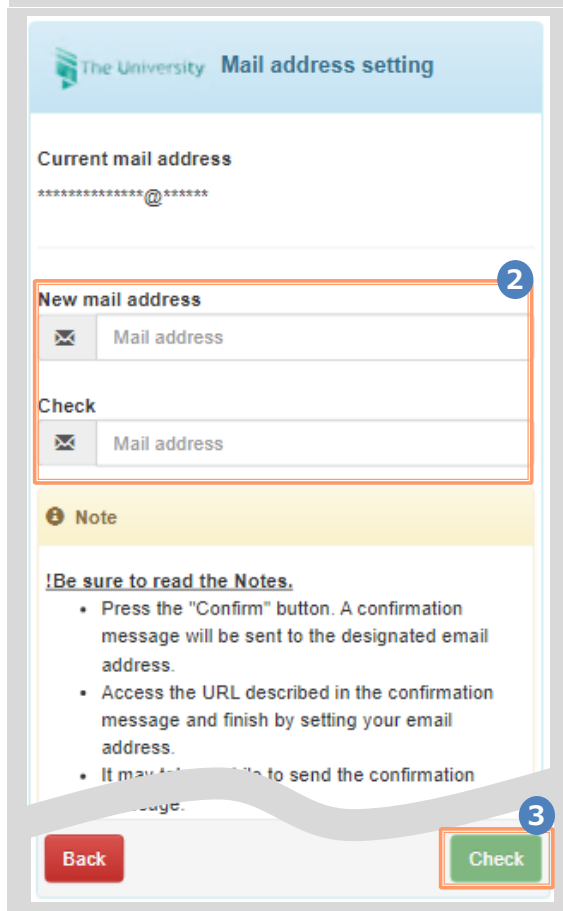 The University Mail address setting
Current mail address
**************@******
2
New mail address
Mail address
Check
Mail address
Note
!Be sure to read the Notes.
• Press the "Confirm" button. A confirmation
message will be sent to the designated email
address.
• Access the URL described in the confirmation
message and finish by setting your email
address.
• It may to send the confirmation
3
Back
Check